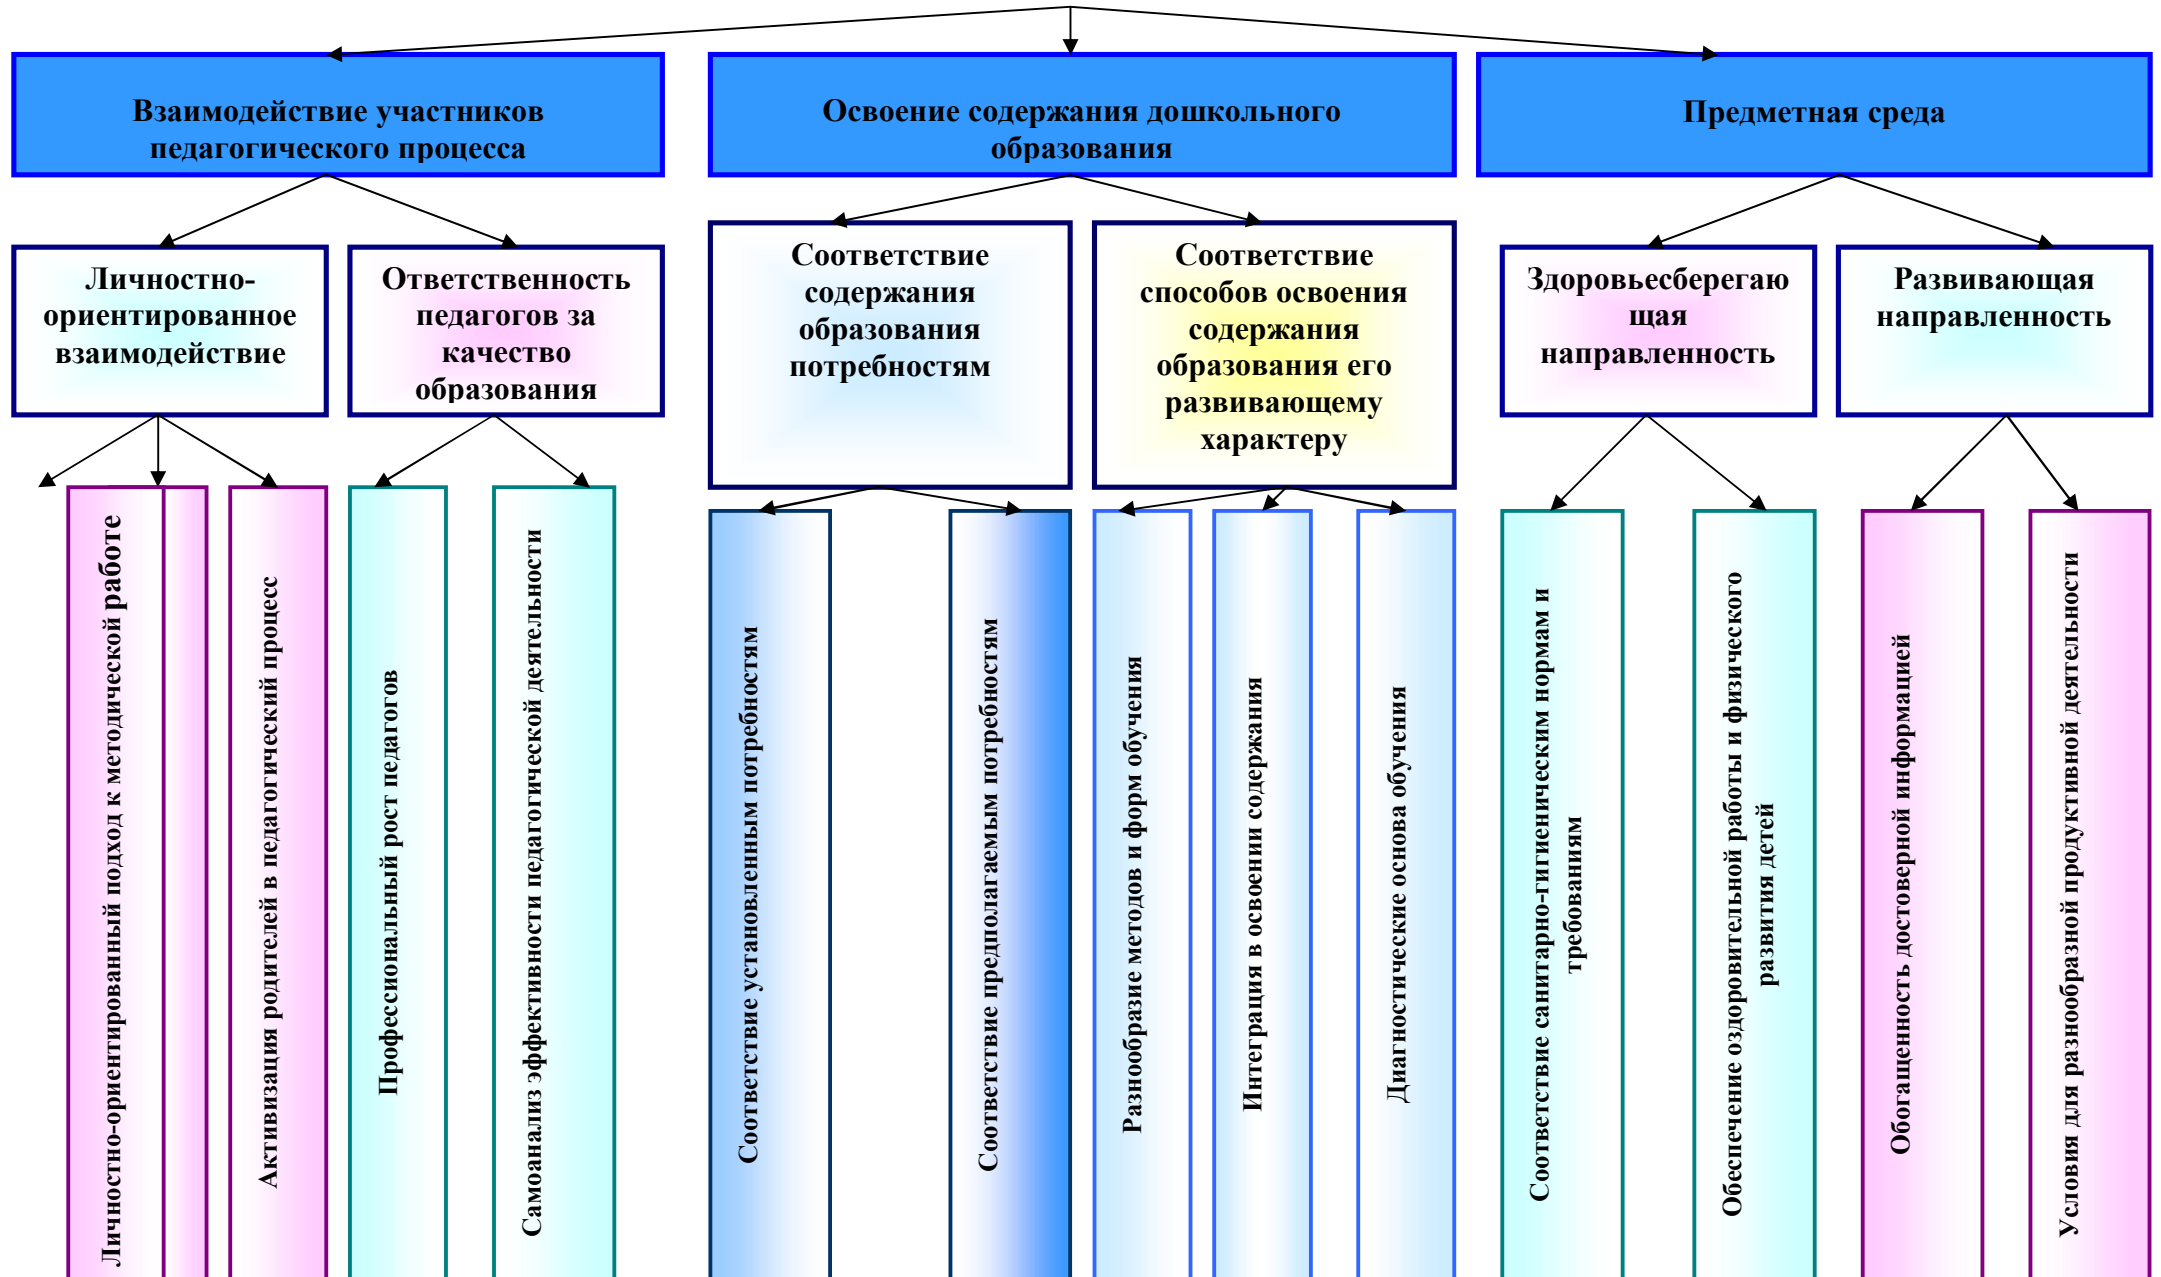 Взаимодействие участников
педагогического процесса
Освоение содержания дошкольного
образования
Предметная среда
Личностно-
ориентированное
взаимодействие
Ответственность
педагогов за
качество
образования
Соответствие
содержания
образования
потребностям
Соответствие
способов освоения
содержания
образования его
развивающему
характеру
Здоровьесберегаю
щая
направленность
Развивающая
направленность
Личностно-ориентированный подход к методической работе
Активизация родителей в педагогический процесс
Профессиональный рост педагогов
Самоанализ эффективности педагогической деятельности
Соответствие установленным потребностям
Соответствие предполагаемым потребностям
Разнообразие методов и форм обучения
Интеграция в освоении содержания
Диагностические основа обучения
Соответствие санитарно-гигиеническим нормам и
требованиям
Обеспечение оздоровительной работы и физического
развития детей
Обогащенность достоверной информацией
Условия для разнообразной продуктивной деятельности